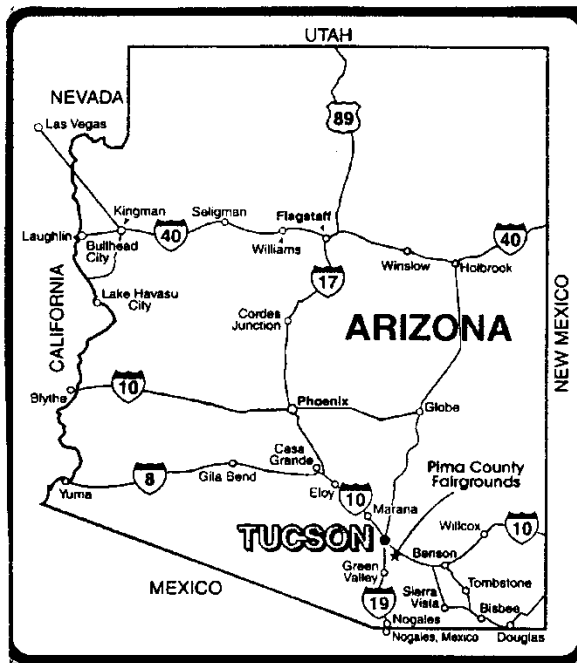 UTAH
NEVADA
Las Vegas
89
Kingman
Seligman
Flagstaff
Laughlin
Bullhead
City
40
Williams
40
Winslow
Holbrook
17
CALIFORNIA
Lake Havasu
City
Cordes
Junction
ARIZONA
NEW MEXICO
Blythe
10
Phoenix
Globe
Casa
Grande
Pima County
Fairgrounds
Yuma
8
Gila Bend
Eloy
10
Marana
Willcox
10
TUCSON
Benson
Green
Valley
Tombstone
MEXICO
Sierra
Vista
19
Bisbee
Nogales
Nogales, Mexico
Douglas